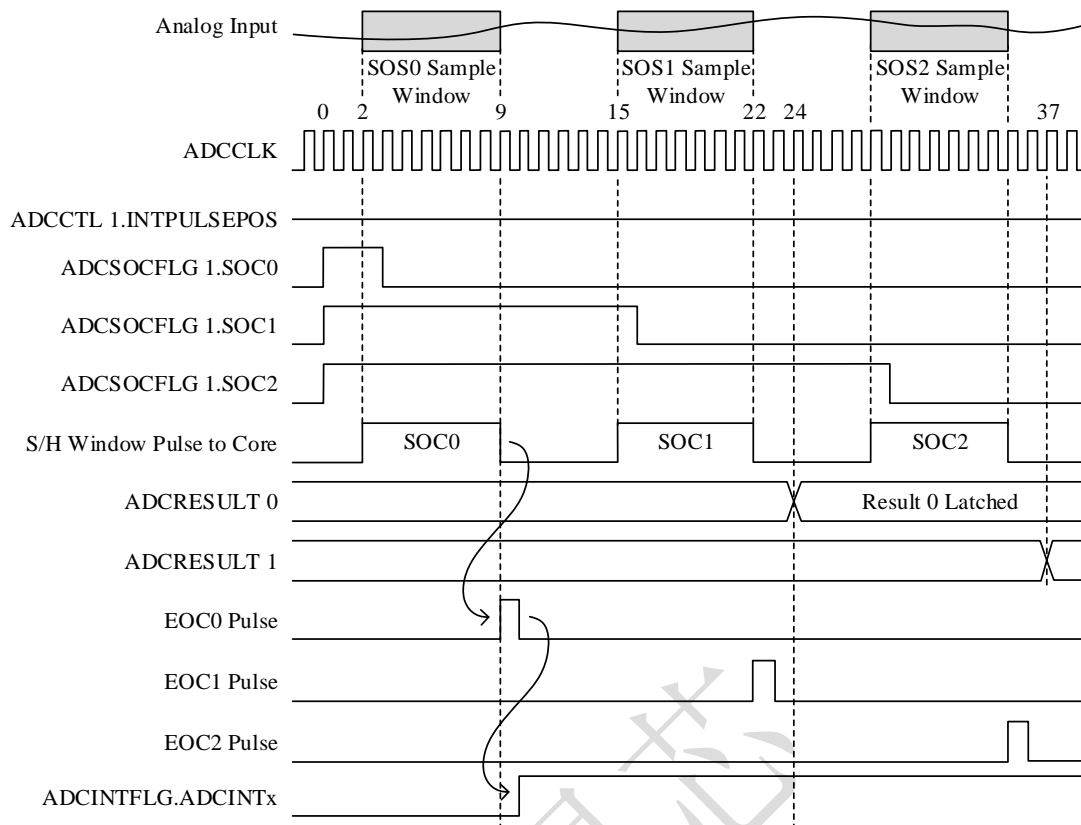 Analog Input
SOS0 Sample
Window
SOS1 Sample
Window
SOS2 Sample
Window
0 2 9 15 22 24 37
ADCCLK
ADCCTL 1.INTPULSEPOS
ADCSOCFLG 1.SOC0
ADCSOCFLG 1.SOC1
ADCSOCFLG 1.SOC2
S/H Window Pulse to Core SOC0 SOC1 SOC2
ADCRESULT 0 Result 0 Latched
ADCRESULT 1
EOC0 Pulse
EOC1 Pulse
EOC2 Pulse
ADCINTFLG.ADCINTx
芯